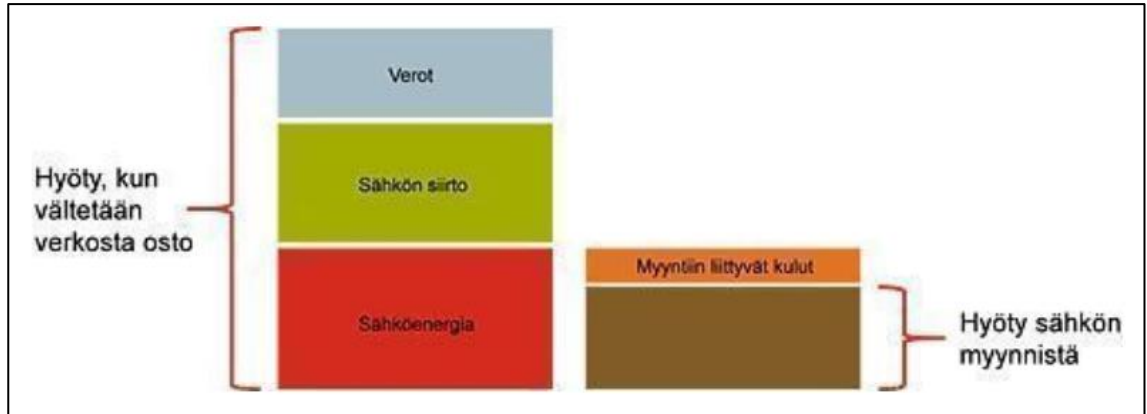 Verot
Sähkön siirto
Hyöty, kun
vältetään
verkosta osto
Sähköenergia
Myyntiin liittyvät kulut
Hyöty sähkön
myynnistä